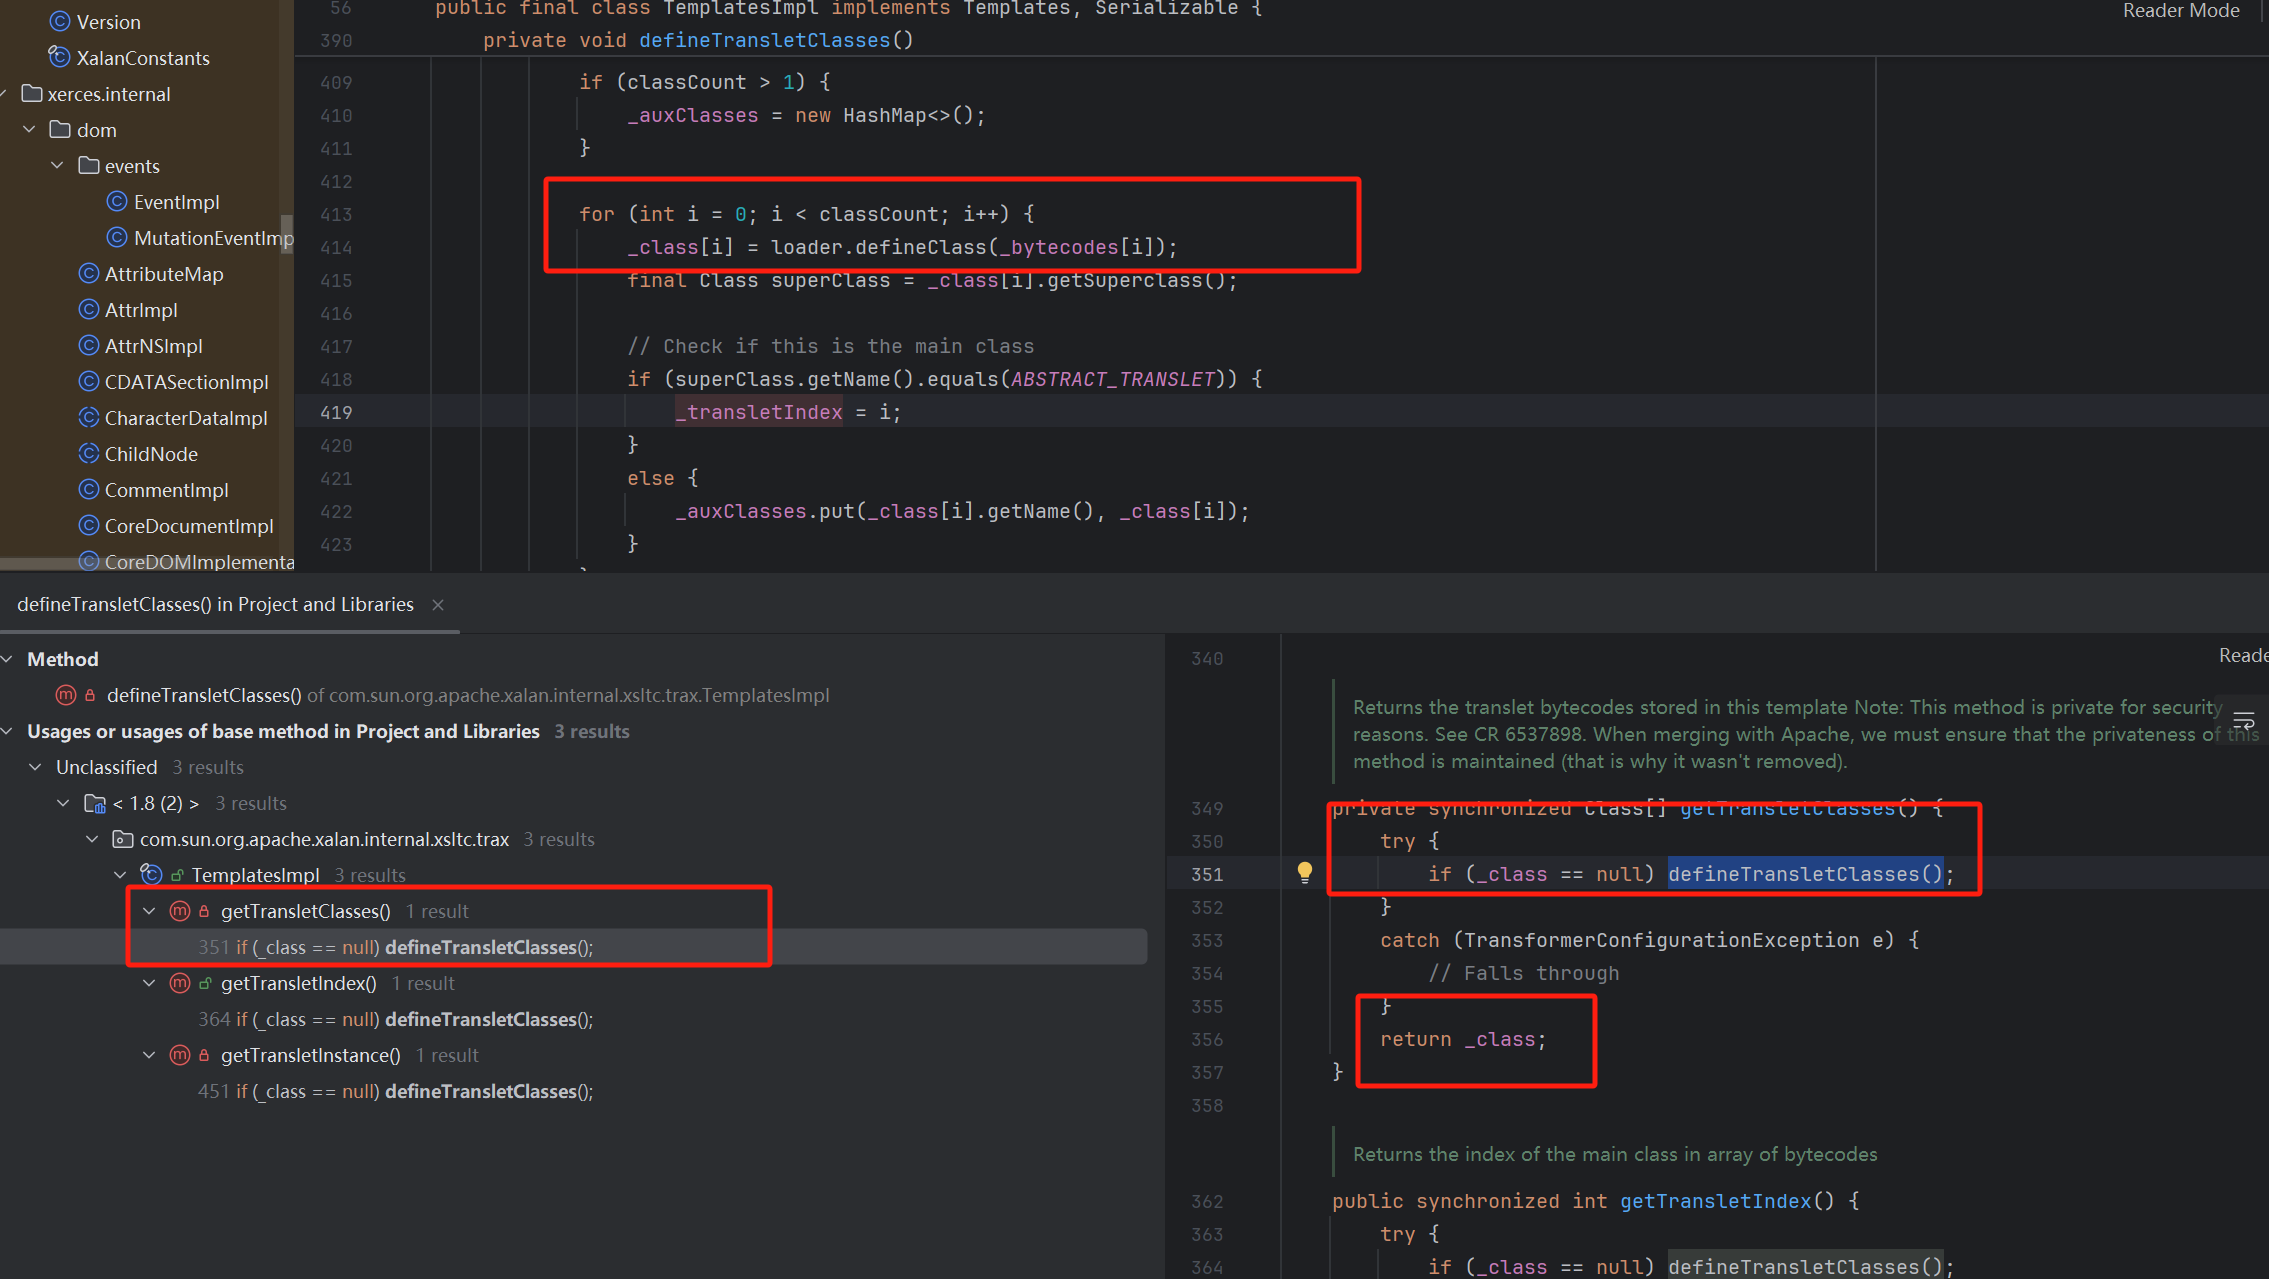 Version
XalanConstants
xerces.internal
dom
events
EventImpl
MutationEventImp
AttributeMap
AttrImpl
AttrNSImpl
CDATASectionImpl
CharacterDataImpl
ChildNode
CommentImpl
CoreDocumentImpl
CoreDOMImplementa
Reader Mode
56 public final class TemplatesImpl implements Templates, Serializable {
390 private void defineTransletClasses()
409 if (classCount > 1) {
410 _auxClasses = new HashMap<>();
411 }
412
413 for (int i = 0; i < classCount; i++) {
414 _class[i] = loader.defineClass(_bytecodes[i]);
415 final Class superClass = _class[i].getSuperclass();
416
417 // Check if this is the main class
418 if (superClass.getName().equals(ABSTRACT_TRANSLET)) {
419 _transletIndex = i;
420 }
421 else {
422 _auxClasses.put(_class[i].getName(), _class[i]);
423 }
defineTransletClasses() in Project and Libraries
Method
defineTransletClasses() of com.sun.org.apache.xalan.internal.xsltc.trax.TemplatesImpl
Usages or usages of base method in Project and Libraries 3 results
Unclassified 3 results
< 1.8 (2) > 3 results
com.sun.org.apache.xalan.internal.xsltc.trax 3 results
TemplatesImpl 3 results
getTransletClasses() 1 result
351 if (_class == null) defineTransletClasses();
getTransletIndex() 1 result
364 if (_class == null) defineTransletClasses();
getTransletInstance() 1 result
451 if (_class == null) defineTransletClasses();
Reade
340
Returns the translet bytecodes stored in this template Note: This method is private for security
reasons. See CR 6537898. When merging with Apache, we must ensure that the privateness of this
method is maintained (that is why it wasn't removed).
349 private synchronized Class[] getTransletClasses() {
350 try {
351 if (_class == null) defineTransletClasses();
352 }
353 catch (TransformerConfigurationException e) {
354 // Falls through
355 }
356 return _class;
357 }
358
Returns the index of the main class in array of bytecodes
362 public synchronized int getTransletIndex() {
363 try {
364 if (_class == null) defineTransletClasses();